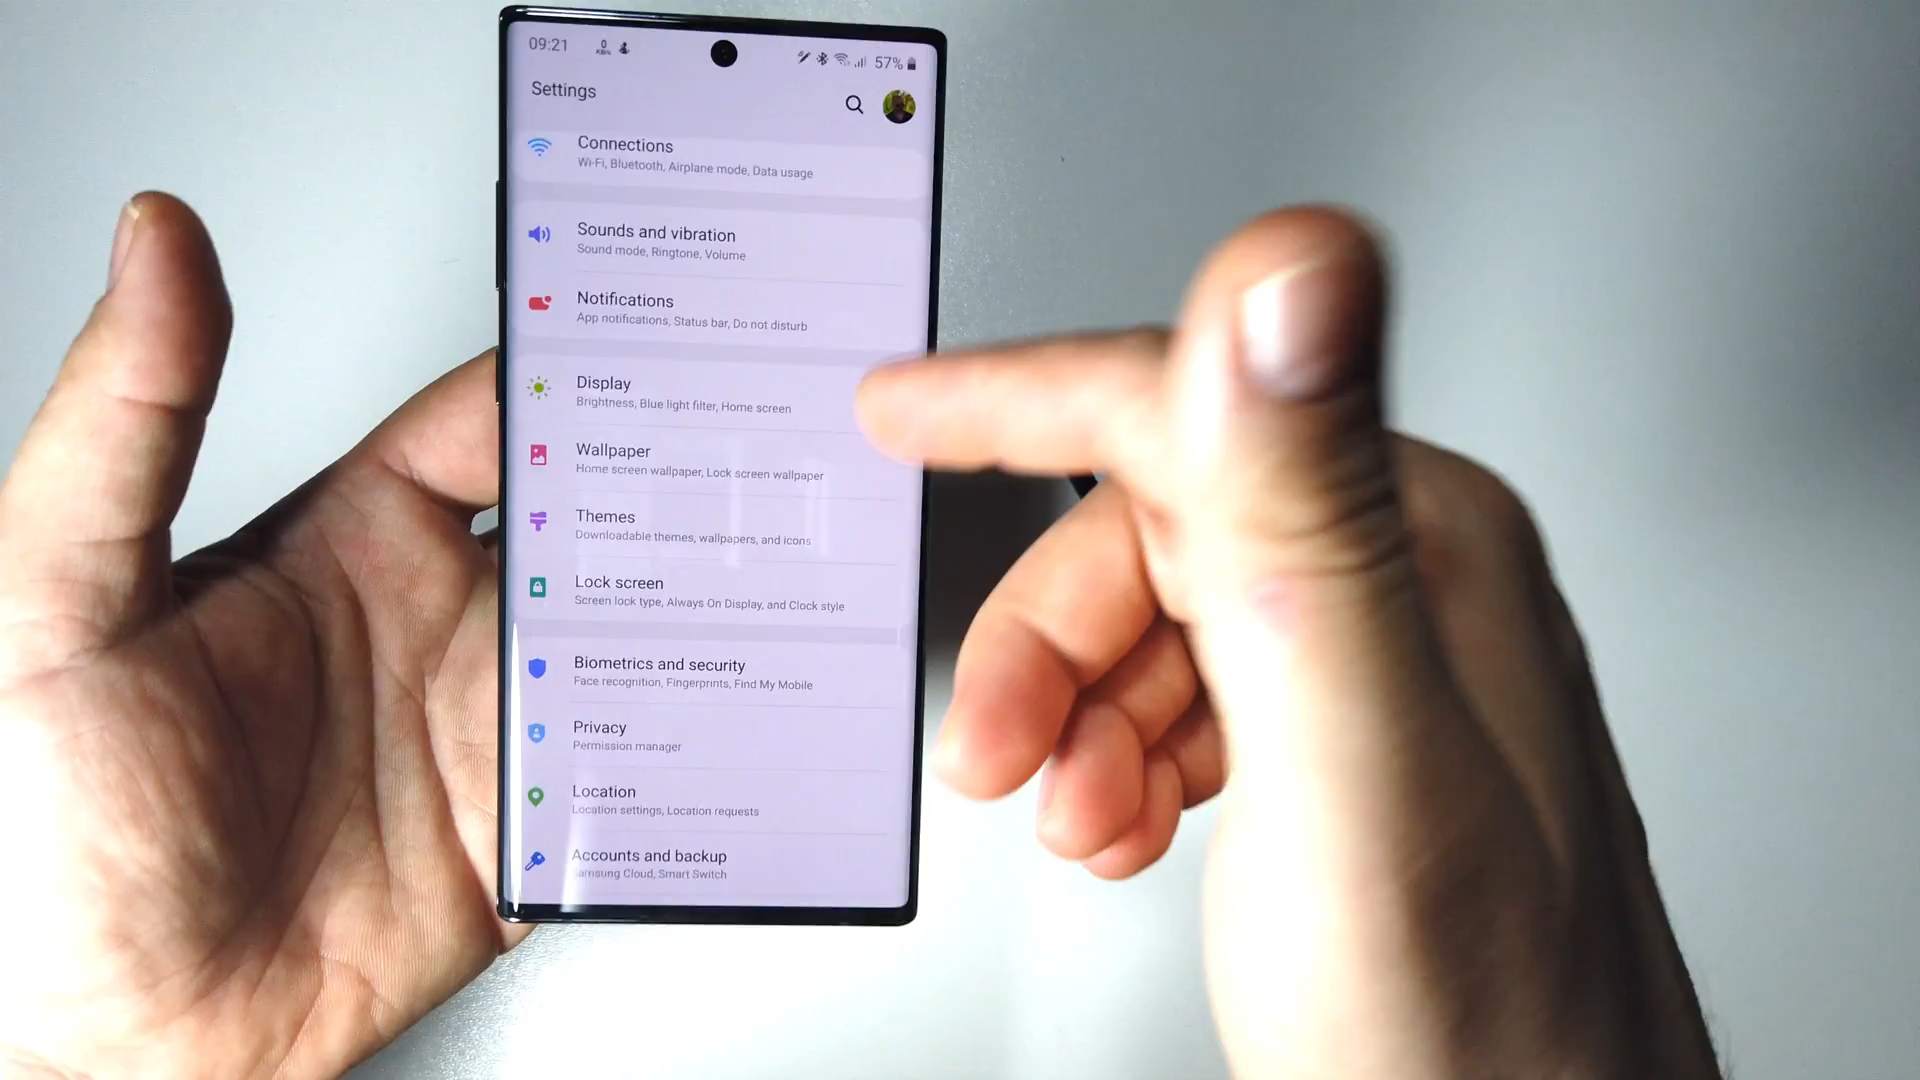 09:21
0
KB/s
57%
Settings
Connections
Wi-Fi, Bluetooth, Airplane mode, Data usage
Sounds and vibration
Sound mode, Ringtone, Volume
Notifications
App notifications, Status bar, Do not disturb
Display
Brightness, Blue light filter, Home screen
Wallpaper
Home screen wallpaper, Lock screen wallpaper
Themes
Downloadable themes, wallpapers, and icons
Lock screen
Screen lock type, Always On Display, and Clock style
Biometrics and security
Face recognition, Fingerprints, Find My Mobile
Privacy
Permission manager
Location
Location settings, Location requests
Accounts and backup
Samsung Cloud, Smart Switch